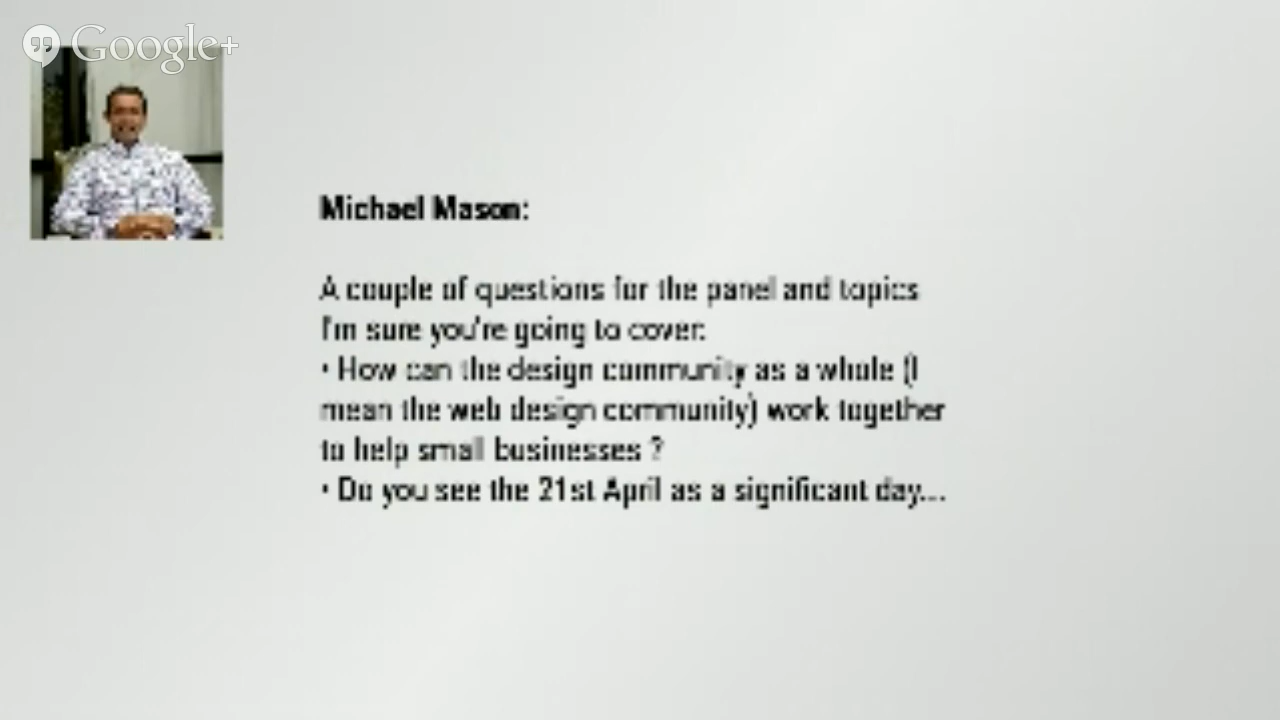 Google+
Michael Mason:
A couple of questions for the panel and topics
I'm sure you're going to cover:
• How can the design community as a whole (I
mean the web design community) work together
to help small businesses ?
• Do you see the 21st April as a significant day...